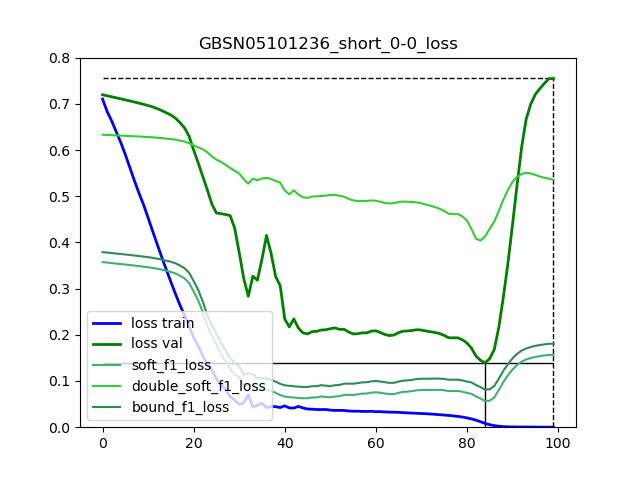 GBSN05101236_short_0-0_loss
0.8
0.7
0.6
0.5
0.4
0.3
0.2
0.1
0.0
loss train
loss val
soft_f1_loss
double_soft_f1_loss
bound_f1_loss
0 20 40 60 80 100